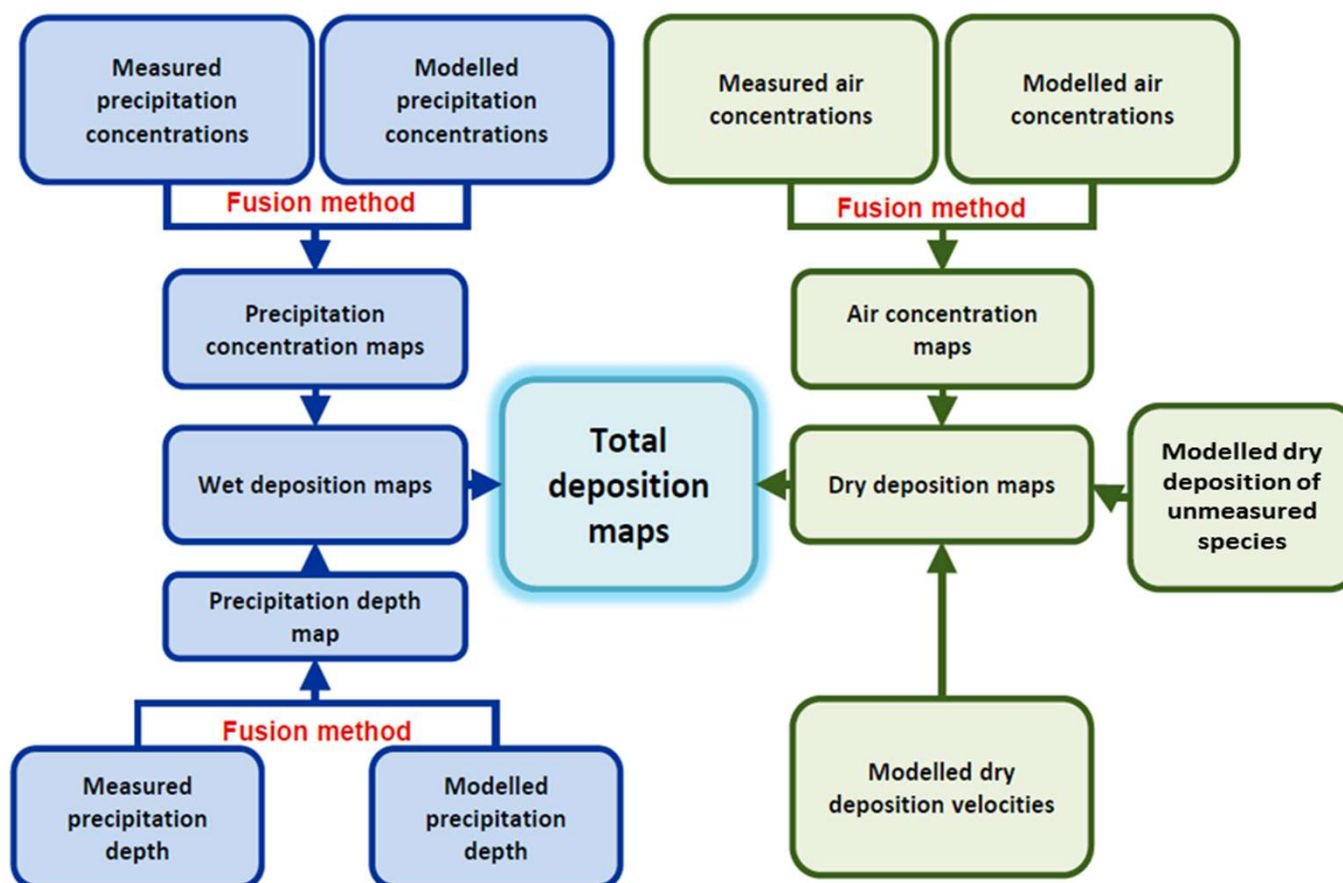 Measured
precipitation
concentrations
Modelled
precipitation
concentrations
Fusion method
Precipitation
concentration maps
Wet deposition maps
Precipitation depth
map
Fusion method
Measured
precipitation
depth
Modelled
precipitation
depth
Total
deposition
maps
Measured air
concentrations
Modelled air
concentrations
Fusion method
Air concentration
maps
Dry deposition maps
Modelled dry
deposition of
unmeasured
species
Modelled dry
deposition velocities